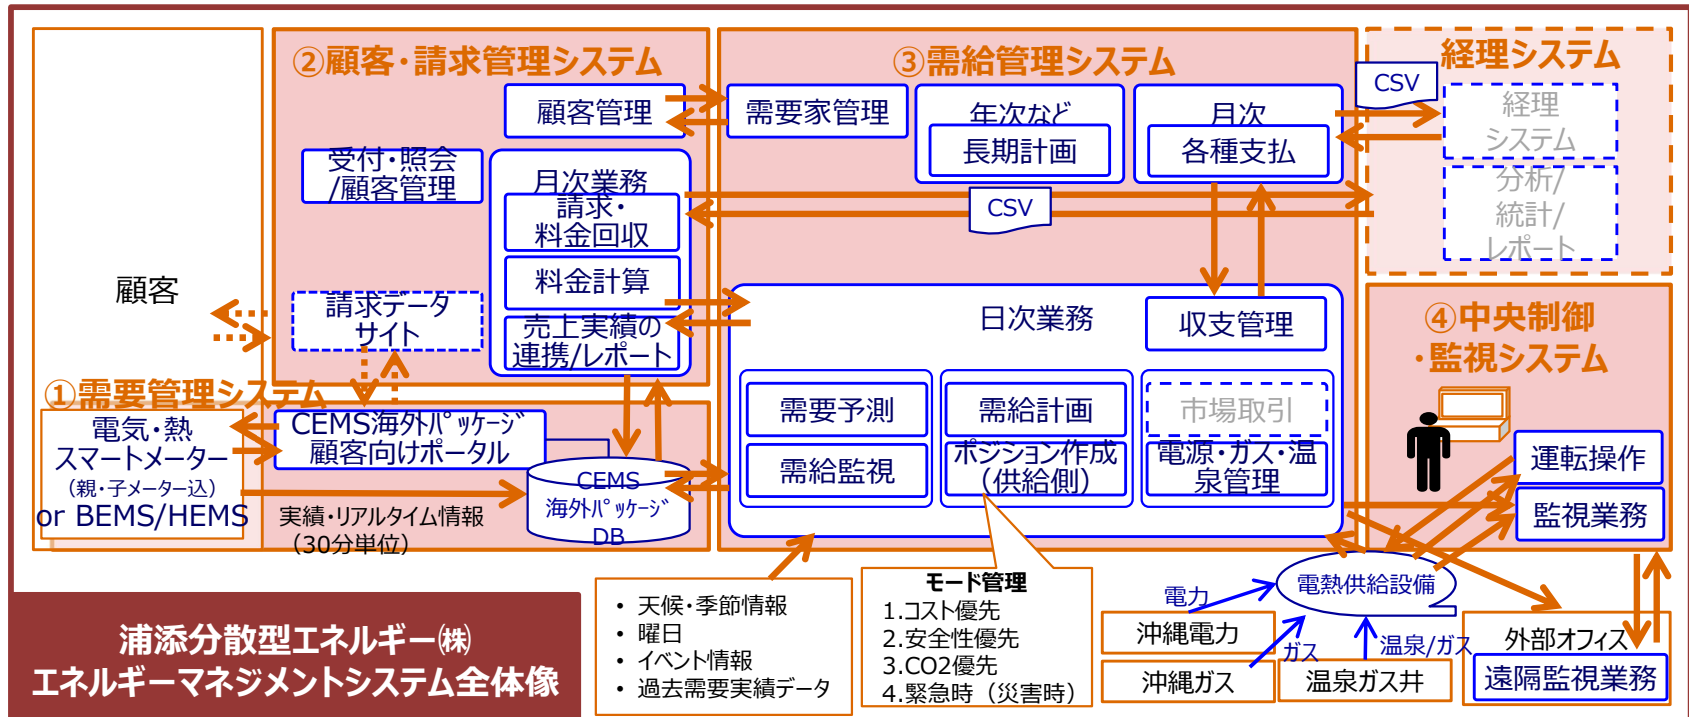 ②顧客・請求管理システム
③需給管理システム
経理システム
CSV
顧客管理
需要家管理
年次など
長期計画
月次
各種支払
経理
システム
受付・照会
/顧客管理
月次業務
請求・
料金回収
CSV
分析/
統計/
レポート
顧客
料金計算
請求データ
サイト
売上実績の
連携/レポート
日次業務
収支管理
④中央制御
・監視システム
①需要管理システム
電気・熱
スマートメーター
（親・子メーター込）
or BEMS/HEMS
CEMS海外ﾊﾟｯｹｰｼﾞ
顧客向けポータル
需要予測
需給計画
市場取引
需給監視
ポジション作成
（供給側）
電源・ガス・温
泉管理
運転操作
監視業務
CEMS
海外ﾊﾟｯｹｰｼﾞ
DB
実績・リアルタイム情報
（30分単位）
• 天候・季節情報
• 曜日
• イベント情報
• 過去需要実績データ
モード管理
1.コスト優先
2.安全性優先
3.CO2優先
4.緊急時（災害時）
電熱供給設備
電力
沖縄電力
ガス
沖縄ガス
温泉/ガス
温泉ガス井
外部オフィス
遠隔監視業務
浦添分散型エネルギー㈱
エネルギーマネジメントシステム全体像